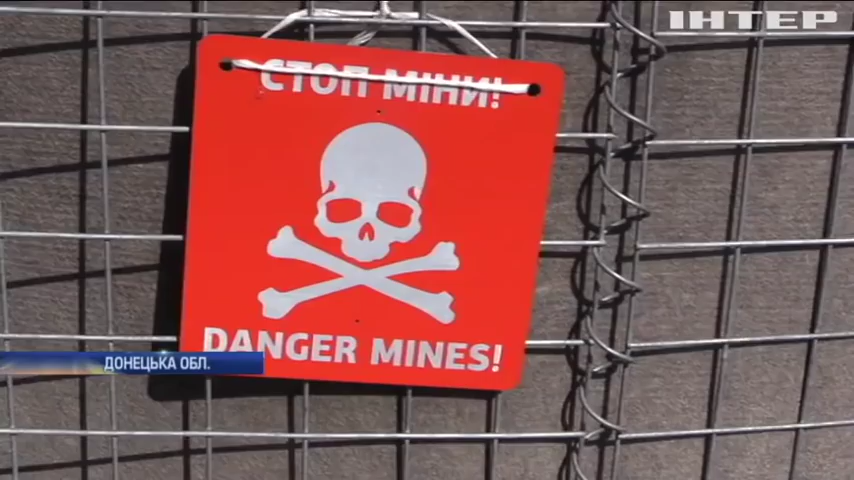 ІНТЕР
СТОП МІНИ!
DANGER MINES!
ДОНЕЦЬКА ОБЛ.